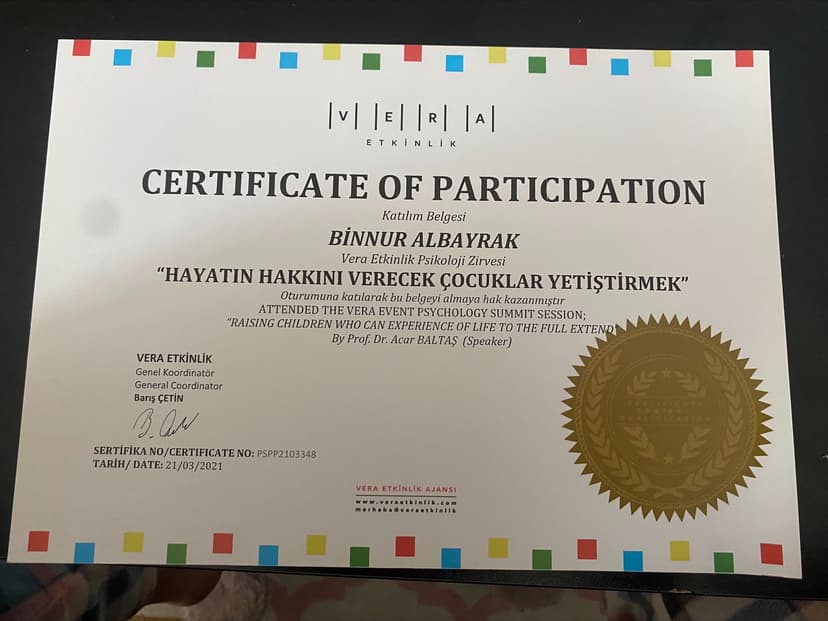 VERA
ETKİNLİK
CERTIFICATE OF PARTICIPATION
Katılım Belgesi
BİNNUR ALBAYRAK
Vera Etkinlik Psikoloji Zirvesi
“HAYATIN HAKKINI VERECEK ÇOCUKLAR YETİŞTİRMEK”
Oturumuna katılarak bu belgeyi almaya hak kazanmıştır
ATTENDED THE VERA EVENT PSYCHOLOGY SUMMIT SESSION;
“RAISING CHILDREN WHO CAN EXPERIENCE OF LIFE TO THE FULL EXTEND
By Prof. Dr. Acar BALTAŞ (Speaker)
VERA ETKİNLİK
Genel Koordinatör
General Coordinator
Barış ÇETİN
SERTİFİKA NO/CERTIFICATE NO: PSPP2103348
TARİH/ DATE: 21/03/2021
VERA ETKİNLİK AJANSI
www.veraetkinlik.com
merhaba@veraetkinlik